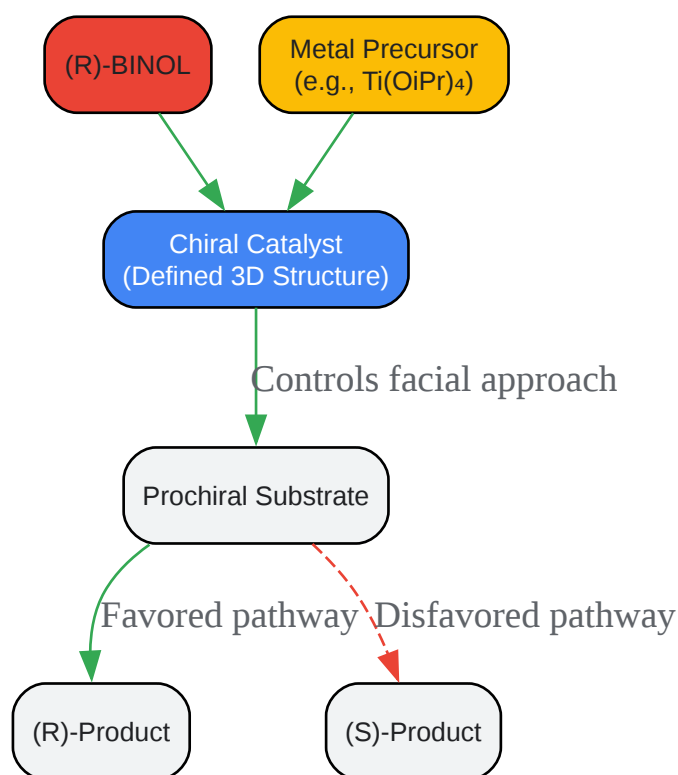 (R)-BINOL
Metal Precursor
(e.g., Ti(OiPr)₄)
Chiral Catalyst
(Defined 3D Structure)
Controls facial approach
Prochiral Substrate
Favored pathway
Disfavored pathway
(R)-Product
(S)-Product